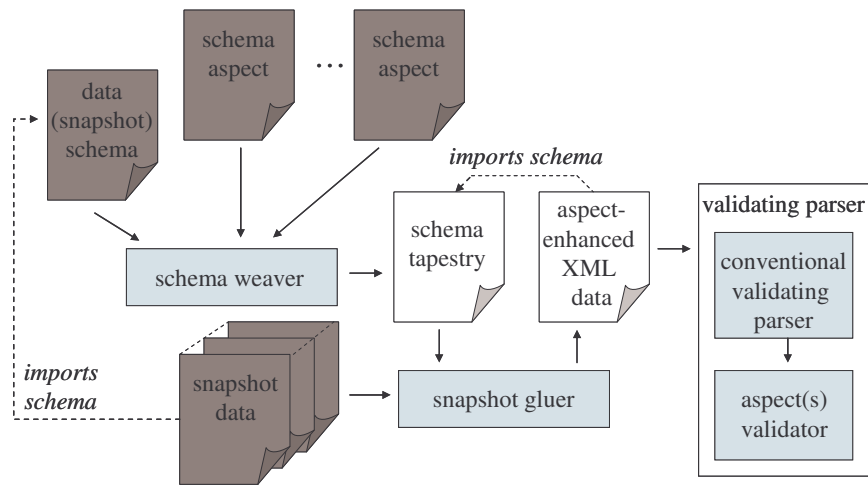 schema
aspect
...
schema
aspect
data
(snapshot)
schema
imports schema
schema
tapestry
aspect-
enhanced
XML
data
validating parser
schema weaver
conventional
validating
parser
imports
schema
snapshot
data
snapshot gluer
aspect(s)
validator